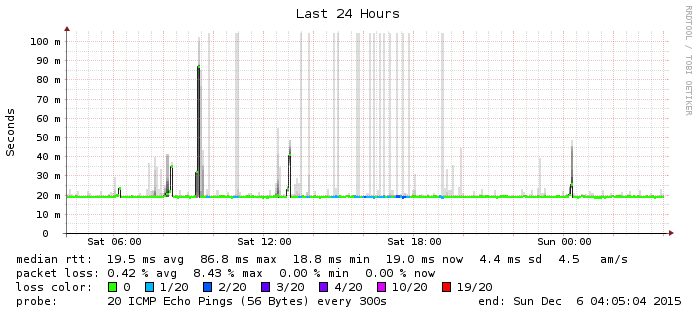 Last 24 Hours
RRDTOOL / TOBI OETIKER
Seconds
100 m
90 m
80 m
70 m
60 m
50 m
40 m
30 m
20 m
10 m
0
Sat 06:00 Sat 12:00 Sat 18:00 Sun 00:00
median rtt: 19.5 ms avg 86.8 ms max 18.8 ms min 19.0 ms now 4.4 ms sd 4.5 am/s
packet loss: 0.42 % avg 8.43 % max 0.00 % min 0.00 % now
loss color: 0 1/20 2/20 3/20 4/20 10/20 19/20
probe: 20 ICMP Echo Pings (56 Bytes) every 300s end: Sun Dec 6 04:05:04 2015